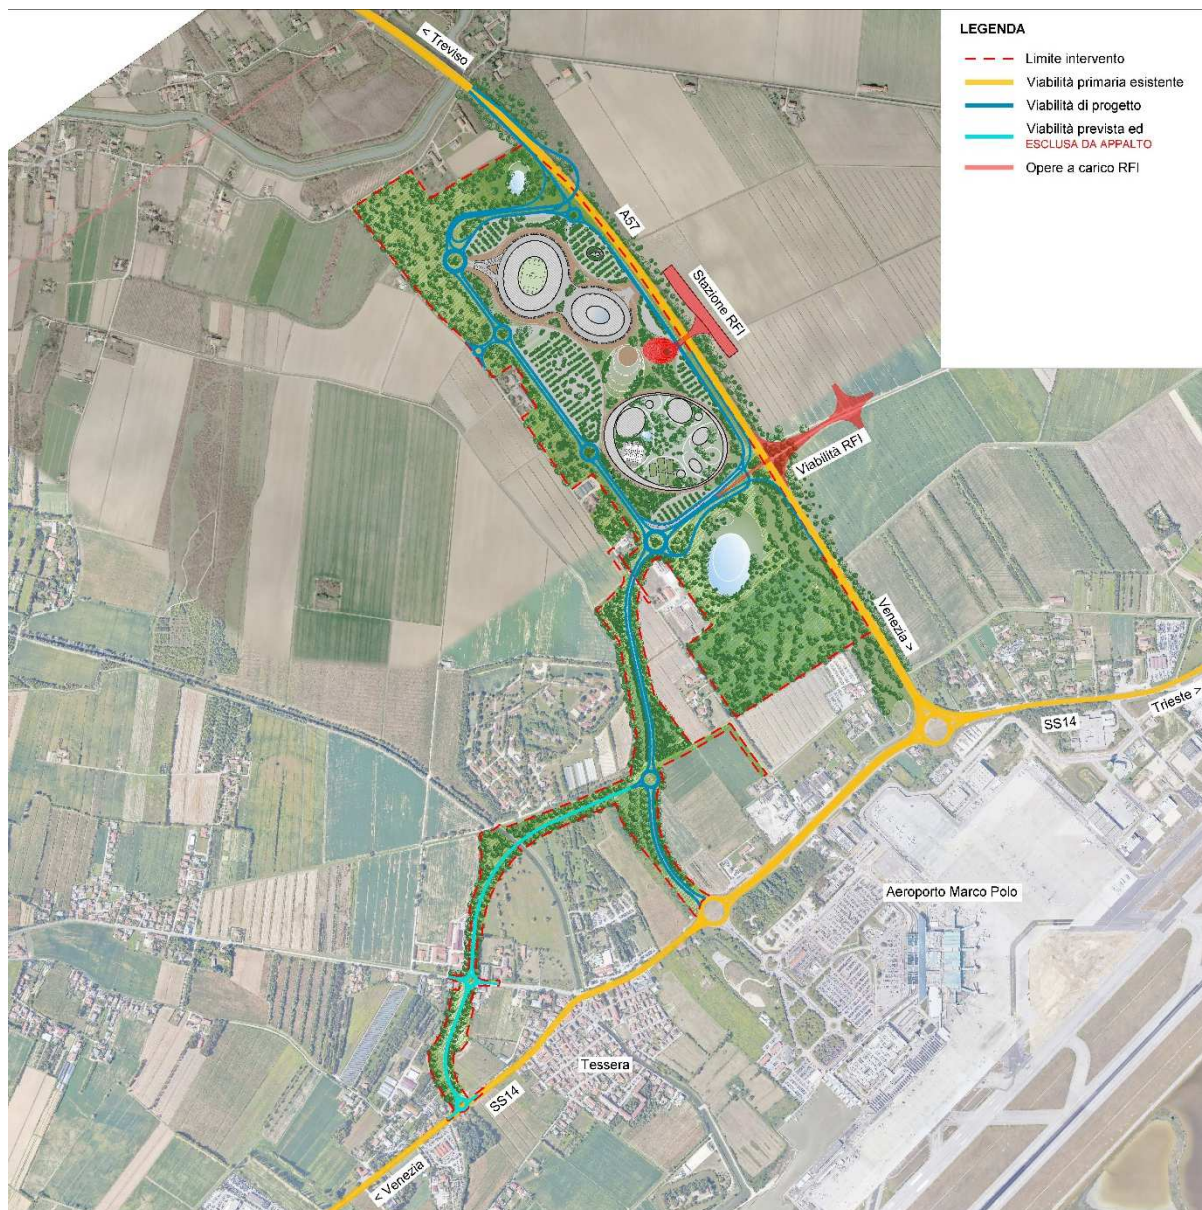 LEGENDA
Limite intervento
Viabilità primaria esistente
Viabilità di progetto
Viabilità prevista ed
ESCLUSA DA APPALTO
Opere a carico RFI
< Treviso
A57
Stazione RFI
Viabilità RFI
Venezia >
Trieste >
SS14
Aeroporto Marco Polo
Tessera
SS14
< Venezia